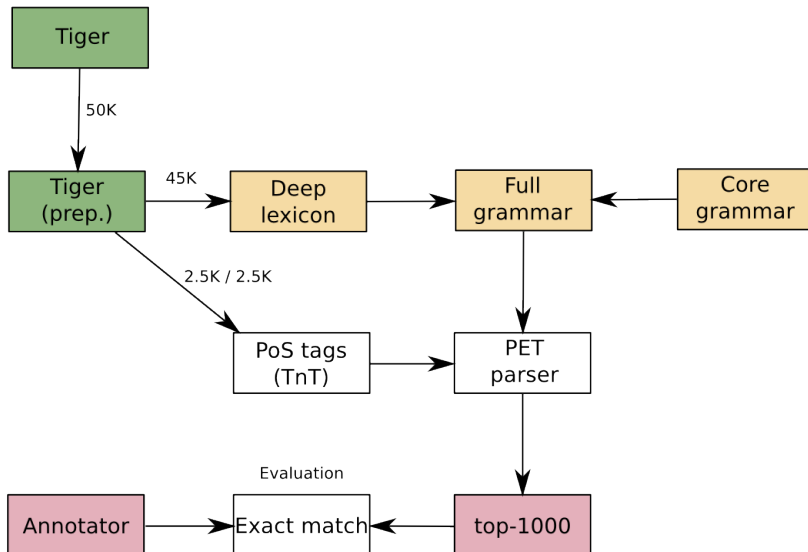 Tiger
50K
Tiger
(prep.)
45K
Deep
lexicon
Full
grammar
Core
grammar
2.5K / 2.5K
PoS tags
(TnT)
PET
parser
Evaluation
Annotator
Exact match
top-1000